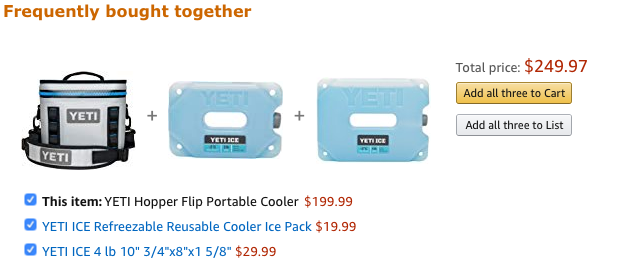 Frequently bought together
YETI
YETI
+
YETI
YETI ICE
+
YETI
YETI ICE
Total price: $249.97
Add all three to Cart
Add all three to List
This item: YETI Hopper Flip Portable Cooler $199.99
YETI ICE Refreezable Reusable Cooler Ice Pack $19.99
YETI ICE 4 lb 10" 3/4"x8"x1 5/8" $29.99